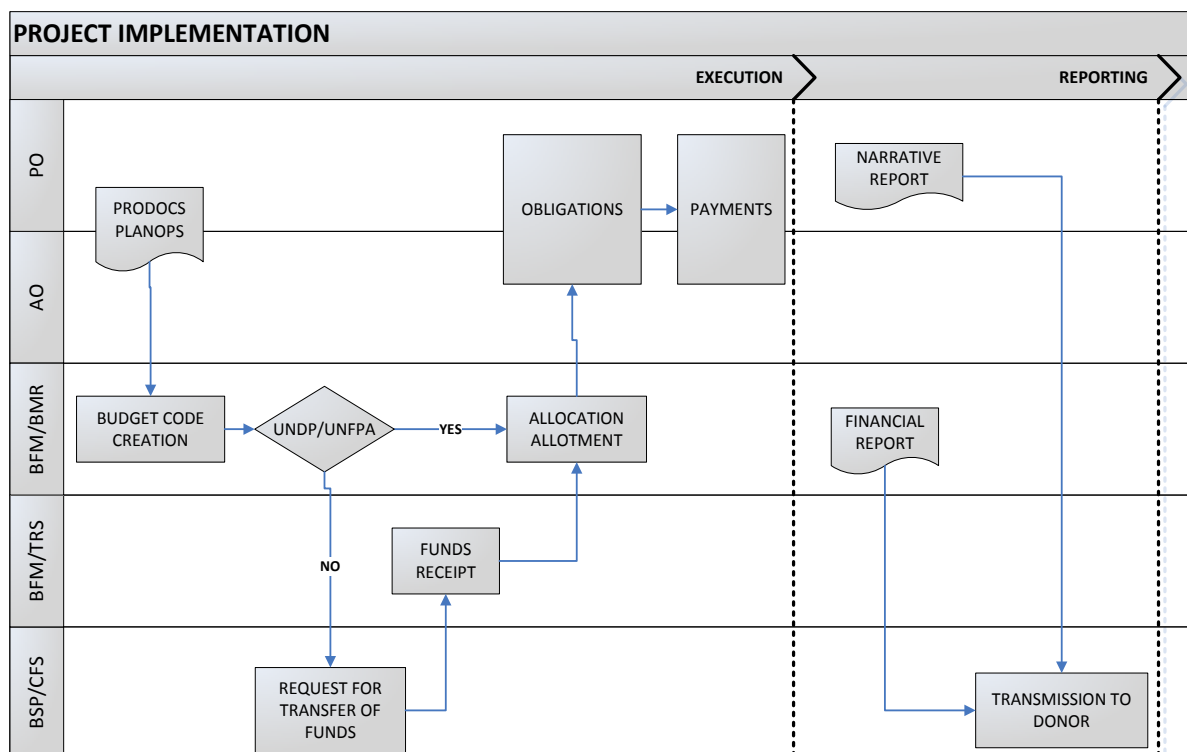 PROJECT IMPLEMENTATION
EXECUTION
REPORTING
PO
PRODOCS
PLANOPS
OBLIGATIONS
PAYMENTS
NARRATIVE
REPORT
AO
BFM/BMR
BUDGET CODE
CREATION
UNDP/UNFPA
YES
ALLOCATION
ALLOTMENT
FINANCIAL
REPORT
BFM/TRS
NO
FUNDS
RECEIPT
BSP/CFS
REQUEST FOR
TRANSFER OF
FUNDS
TRANSMISSION TO
DONOR